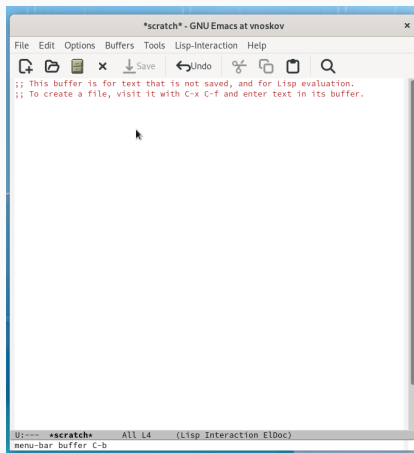 *scratch* - GNU Emacs at vnoskov
File Edit Options Buffers Tools Lisp-Interaction Help
Save Undo
;; This buffer is for text that is not saved, and for Lisp evaluation.
;; To create a file, visit it with C-x C-f and enter text in its buffer.
U:--- *scratch* All L4 (Lisp Interaction ElDoc)
menu-bar buffer C-b